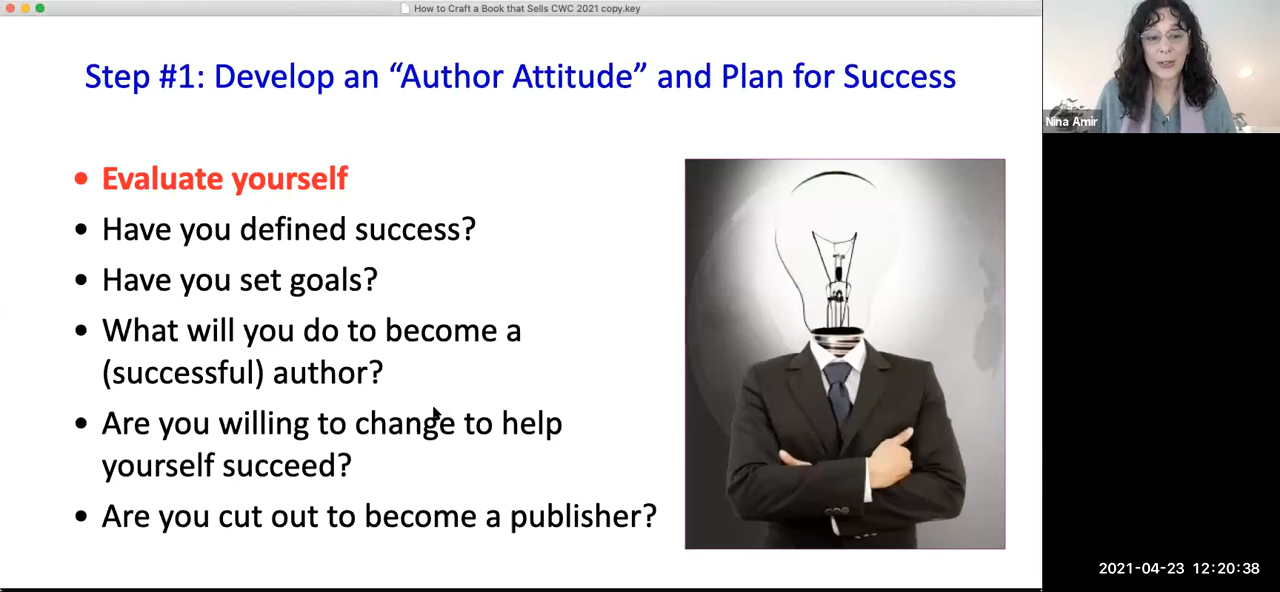 How to Craft a Book that Sells CWC 2021 copy.key
Step #1: Develop an “Author Attitude” and Plan for Success
• Evaluate yourself
• Have you defined success?
• Have you set goals?
• What will you do to become a
(successful) author?
• Are you willing to change to help
yourself succeed?
• Are you cut out to become a publisher?
Nina Amir
2021-04-23 12:20:38